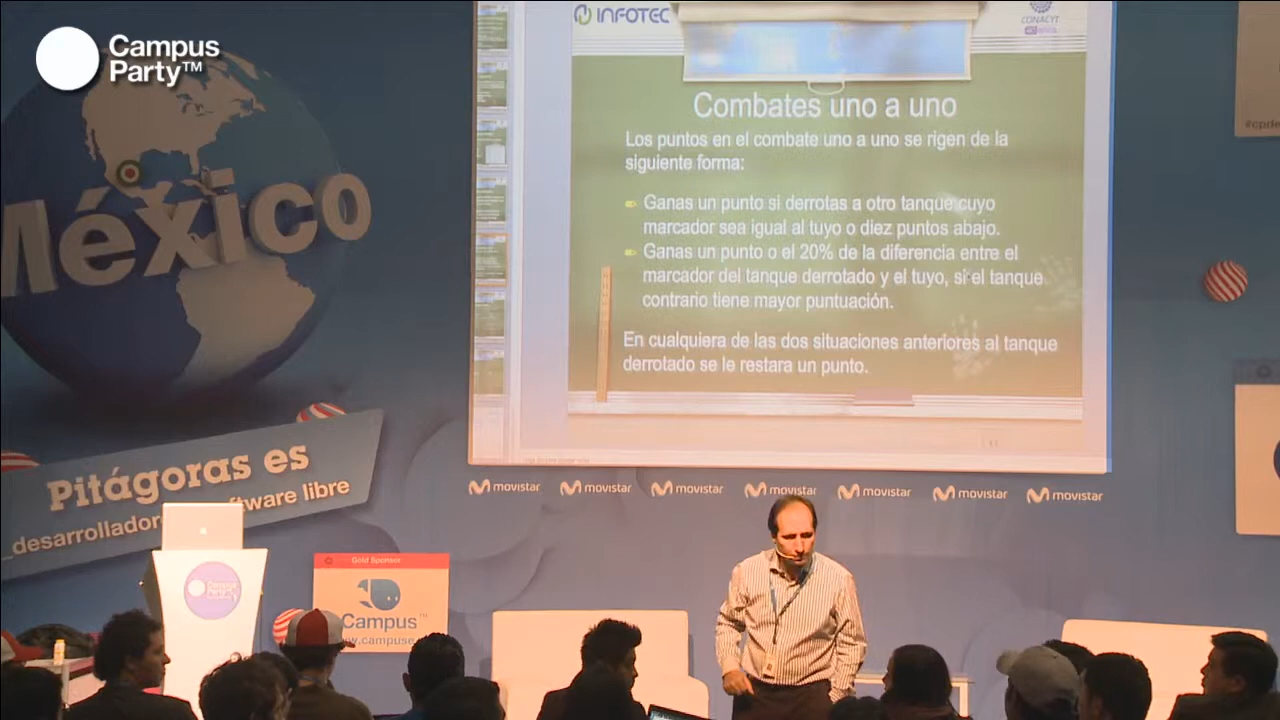 Campus
Party™
INFOTEC
CONACYT
México
#cpde
Combates uno a uno
Los puntos en el combate uno a uno se rigen de la
siguiente forma:
Ganas un punto si derrotas a otro tanque cuyo
marcador sea igual al tuyo o diez puntos abajo.
Ganas un punto o el 20% de la diferencia entre el
marcador del tanque derrotado y el tuyo, si el tanque
contrario tiene mayor puntuación.
En cualquiera de las dos situaciones anteriores al tanque
derrotado se le restara un punto.
movistar movistar movistar movistar movistar movistar movistar
Pitágoras es
_desarrollador
ftware libre
Gold Sponsor
Campus™
www.campuse